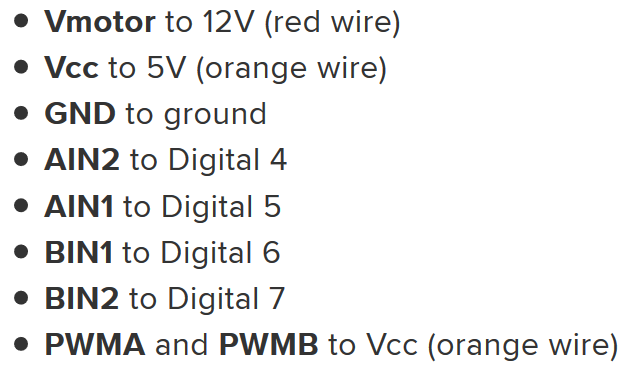 • Vmotor to 12V (red wire)
• Vcc to 5V (orange wire)
• GND to ground
• AIN2 to Digital 4
• AIN1 to Digital 5
• BIN1 to Digital 6
• BIN2 to Digital 7
• PWMA and PWMB to Vcc (orange wire)